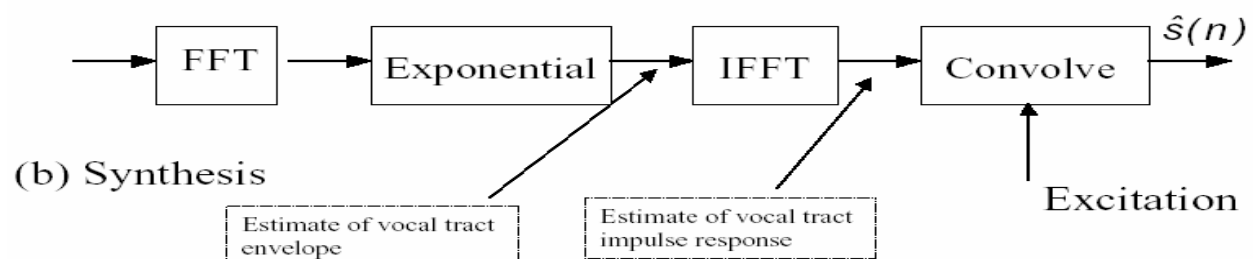 FFT
Exponential
IFFT
Convolve
ŝ(n)
(b) Synthesis
Excitation
Estimate of vocal tract
envelope
Estimate of vocal tract
impulse response